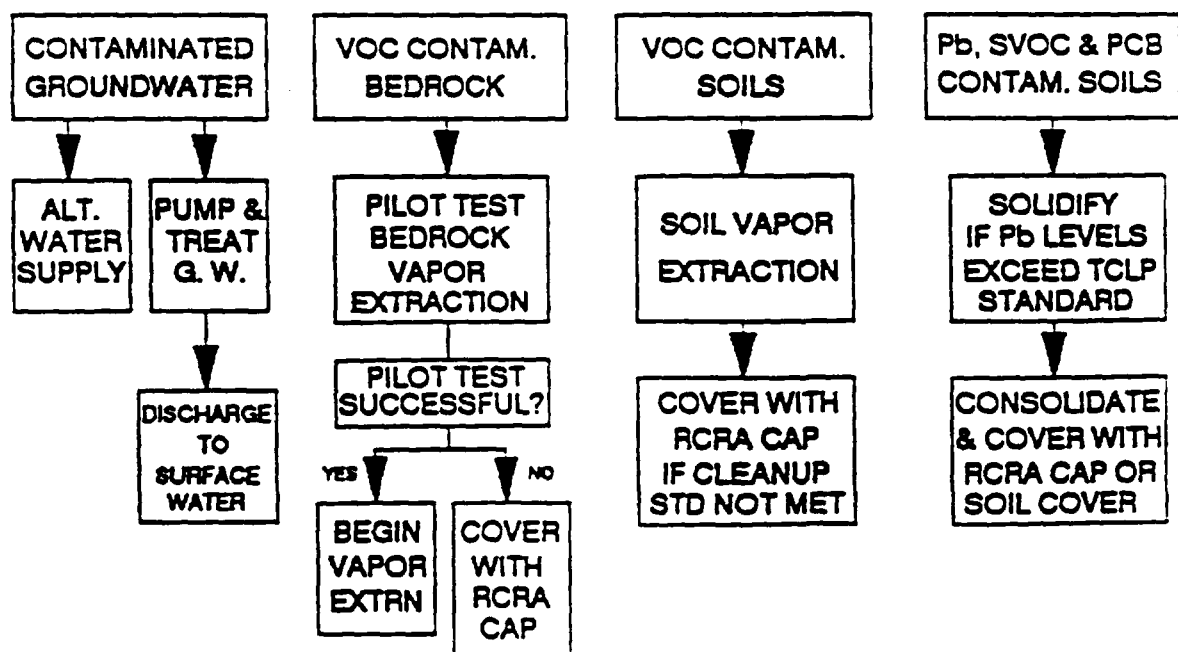 CONTAMINATED
GROUNDWATER
ALT.
WATER
SUPPLY
PUMP &
TREAT
G. W.
DISCHARGE
TO
SURFACE
WATER
VOC CONTAM.
BEDROCK
PILOT TEST
BEDROCK
VAPOR
EXTRACTION
PILOT TEST
SUCCESSFUL?
YES
NO
BEGIN
VAPOR
EXTRN
COVER
WITH
RCRA
CAP
VOC CONTAM.
SOILS
SOIL VAPOR
EXTRACTION
COVER WITH
RCRA CAP
IF CLEANUP
STD NOT MET
Pb, SVOC & PCB
CONTAM. SOILS
SOLIDIFY
IF Pb LEVELS
EXCEED TCLP
STANDARD
CONSOLIDATE
& COVER WITH
RCRA CAP OR
SOIL COVER